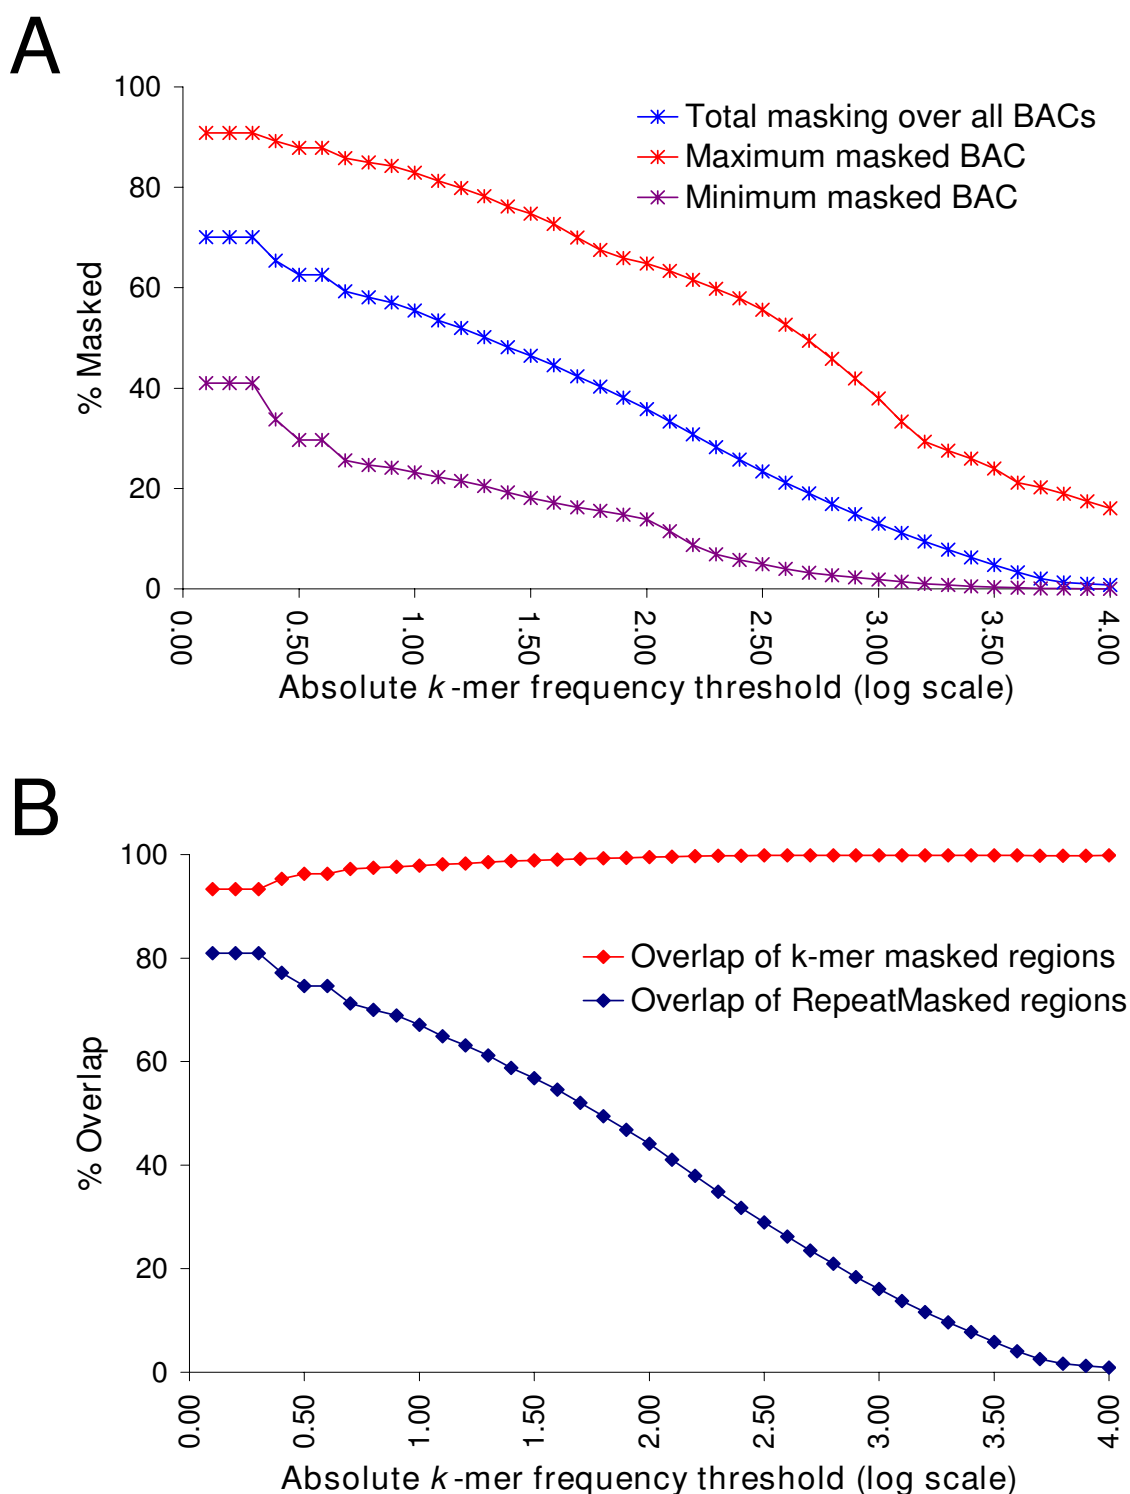 A
100
80
60
40
20
0
% Masked
Total masking over all BACs
Maximum masked BAC
Minimum masked BAC
0.00 0.50 1.00 1.50 2.00 2.50 3.00 3.50 4.00
Absolute k-mer frequency threshold (log scale)
B
100
80
60
40
20
0
% Overlap
Overlap of k-mer masked regions
Overlap of RepeatMasked regions
0.00 0.50 1.00 1.50 2.00 2.50 3.00 3.50 4.00
Absolute k-mer frequency threshold (log scale)